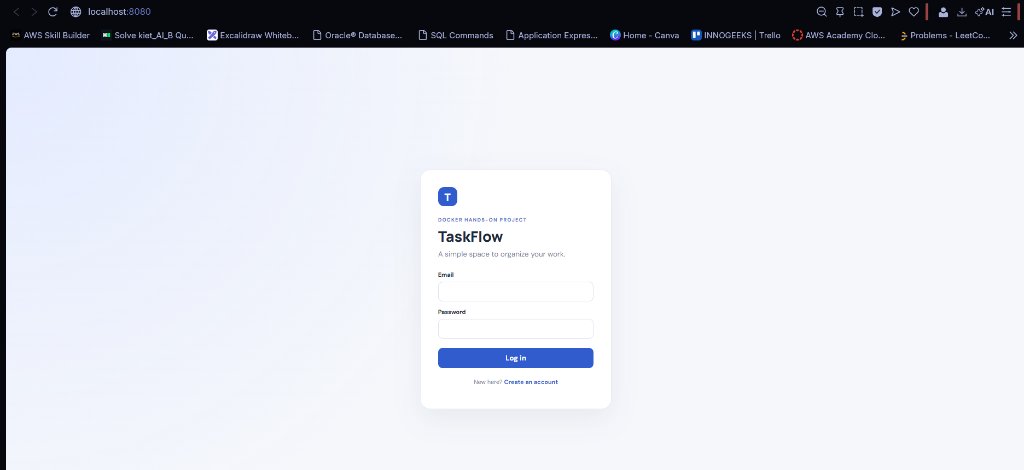 localhost:8080
AI
AWS Skill Builder
Solve kiet_AI_B Qu...
Excalidraw Whiteb...
Oracle® Database...
SQL Commands
Application Expres...
Home - Canva
INNOGEEKS | Trello
AWS Academy Clo...
Problems - LeetCo...
T
DOCKER HANDS-ON PROJECT
TaskFlow
A simple space to organize your work.
Email
Password
Log in
New here? Create an account